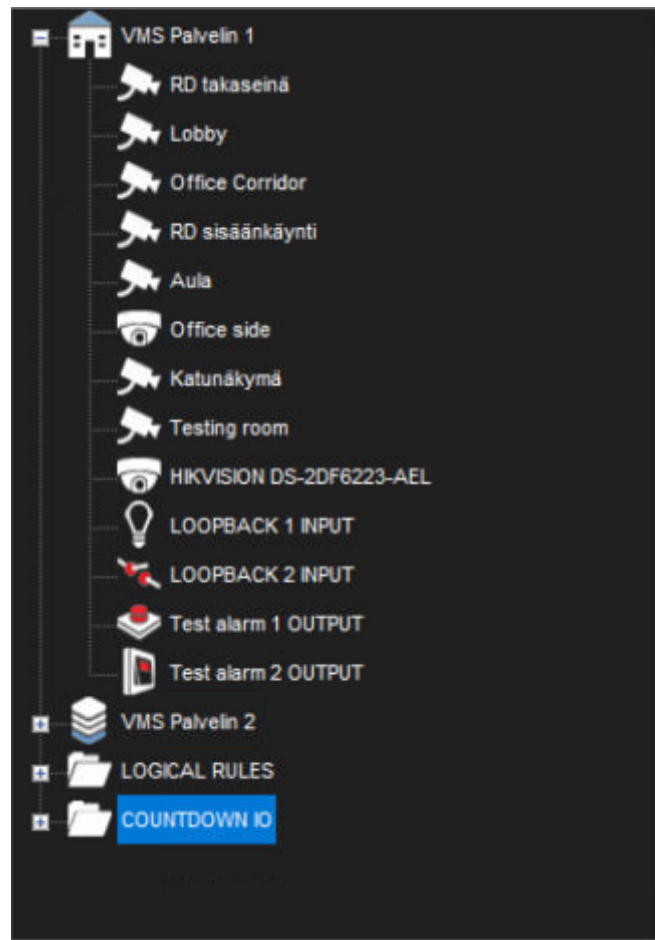 VMS Palvelin 1
RD takaseinä
Lobby
Office Corridor
RD sisäänkäynti
Aula
Office side
Katunäkymä
Testing room
HIKVISION DS-2DF6223-AEL
LOOPBACK 1 INPUT
LOOPBACK 2 INPUT
Test alarm 1 OUTPUT
Test alarm 2 OUTPUT
VMS Palvelin 2
LOGICAL RULES
COUNTDOWN IO